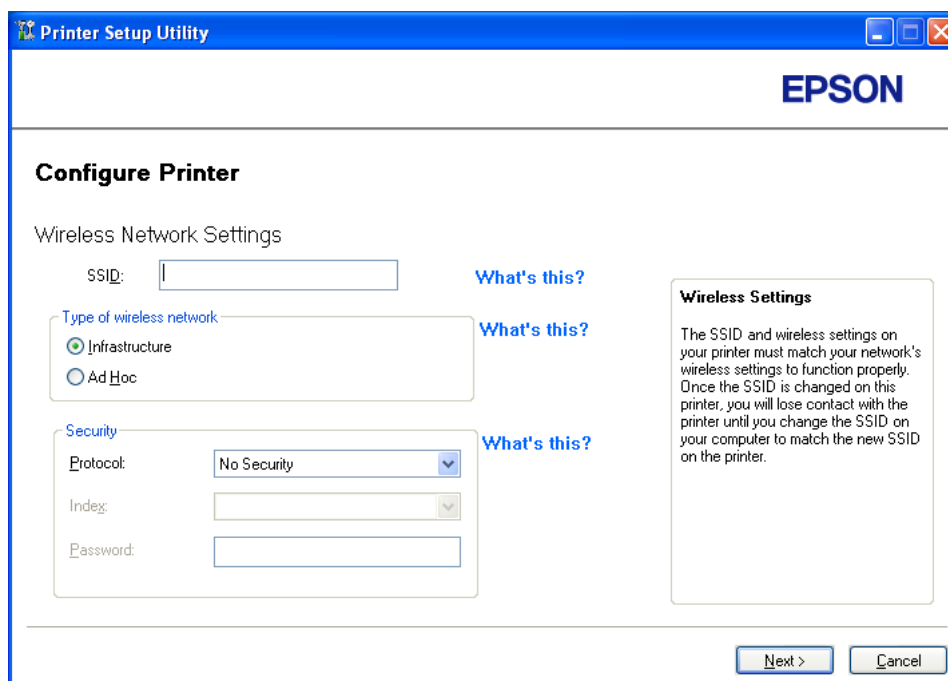 Printer Setup Utility
EPSON
Configure Printer
Wireless Network Settings
SSID:
What's this?
Type of wireless network
What's this?
Infrastructure
Ad Hoc
Security
What's this?
Protocol:
No Security
Index:
Password:
Wireless Settings
The SSID and wireless settings on
your printer must match your network's
wireless settings to function properly.
Once the SSID is changed on this
printer, you will lose contact with the
printer until you change the SSID on
your computer to match the new SSID
on the printer.
Next >
Cancel